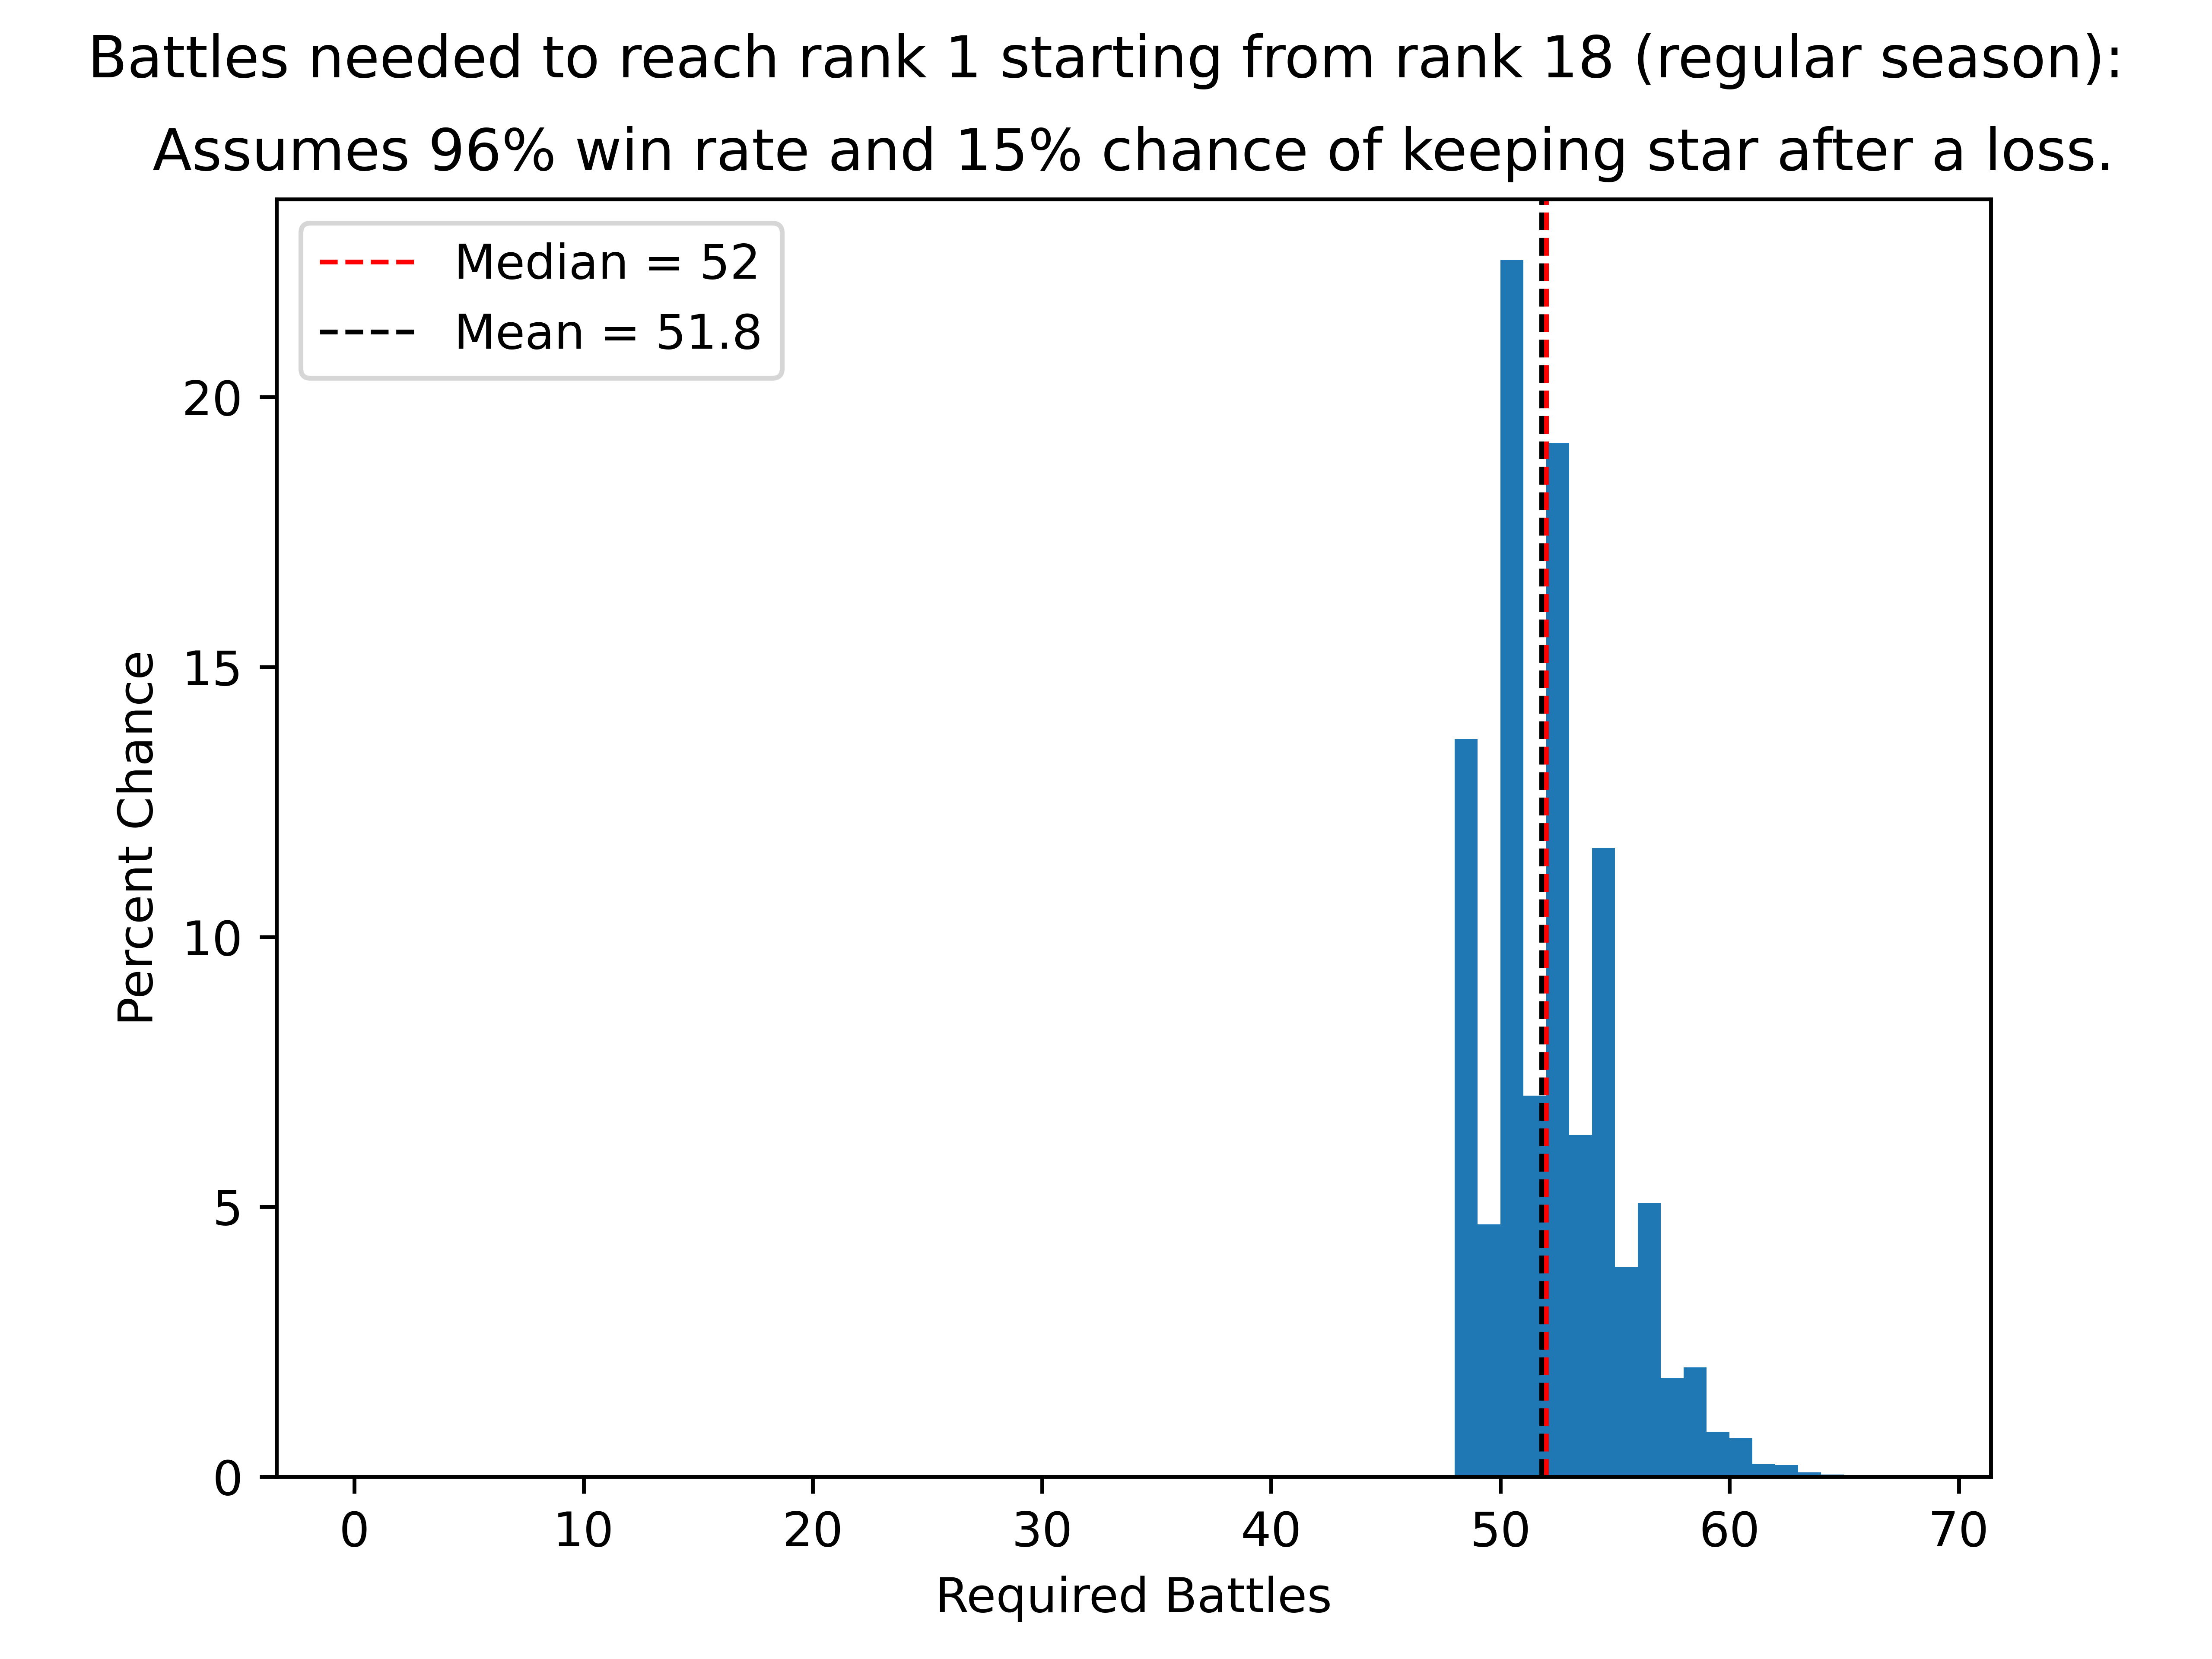 Battles needed to reach rank 1 starting from rank 18 (regular season):
Assumes 96% win rate and 15% chance of keeping star after a loss.
Median = 52
Mean = 51.8
Percent Chance
20
15
10
5
0
0 10 20 30 40 50 60 70
Required Battles